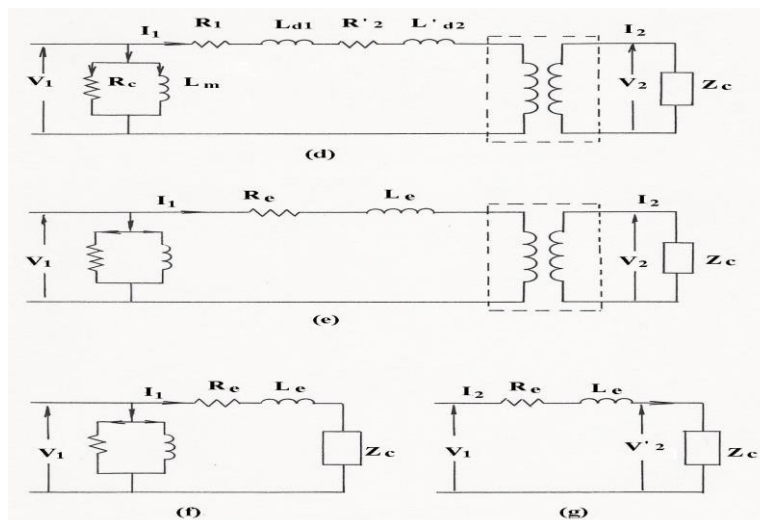 I1 R1 Ld1 R'2 L'd2 I2
V1 Rc Lm V2 Zc
(d)
I1 Re Le I2
V1 V2 Zc
(e)
I1 Re Le I2 Re Le
V1 Zc V1 V'2 Zc
(f) (g)